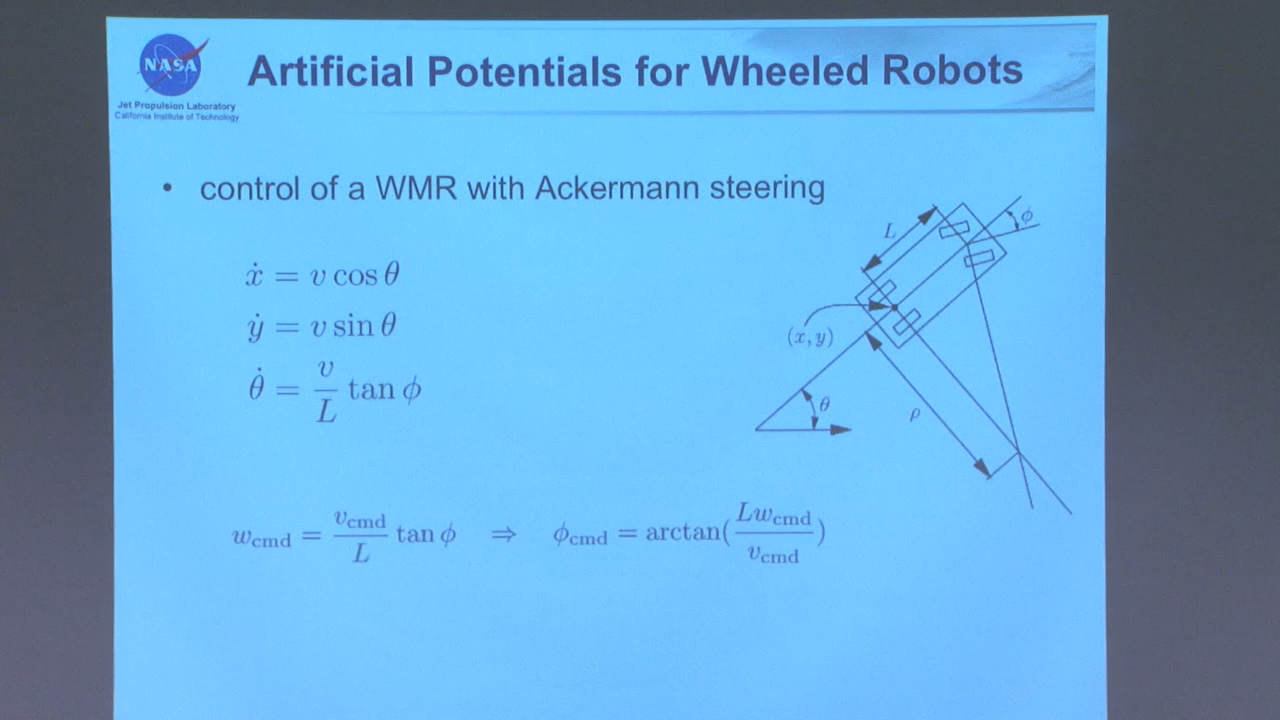 NASA
Jet Propulsion Laboratory
California Institute of Technology
Artificial Potentials for Wheeled Robots
• control of a WMR with Ackermann steering
ẋ = v cos θ
ẏ = v sin θ
θ̇ = v/L tan ϕ
w_cmd = v_cmd/L tan ϕ ⇒ ϕ_cmd = arctan(Lw_cmd/v_cmd)
L
ϕ
(x, y)
θ
ρ